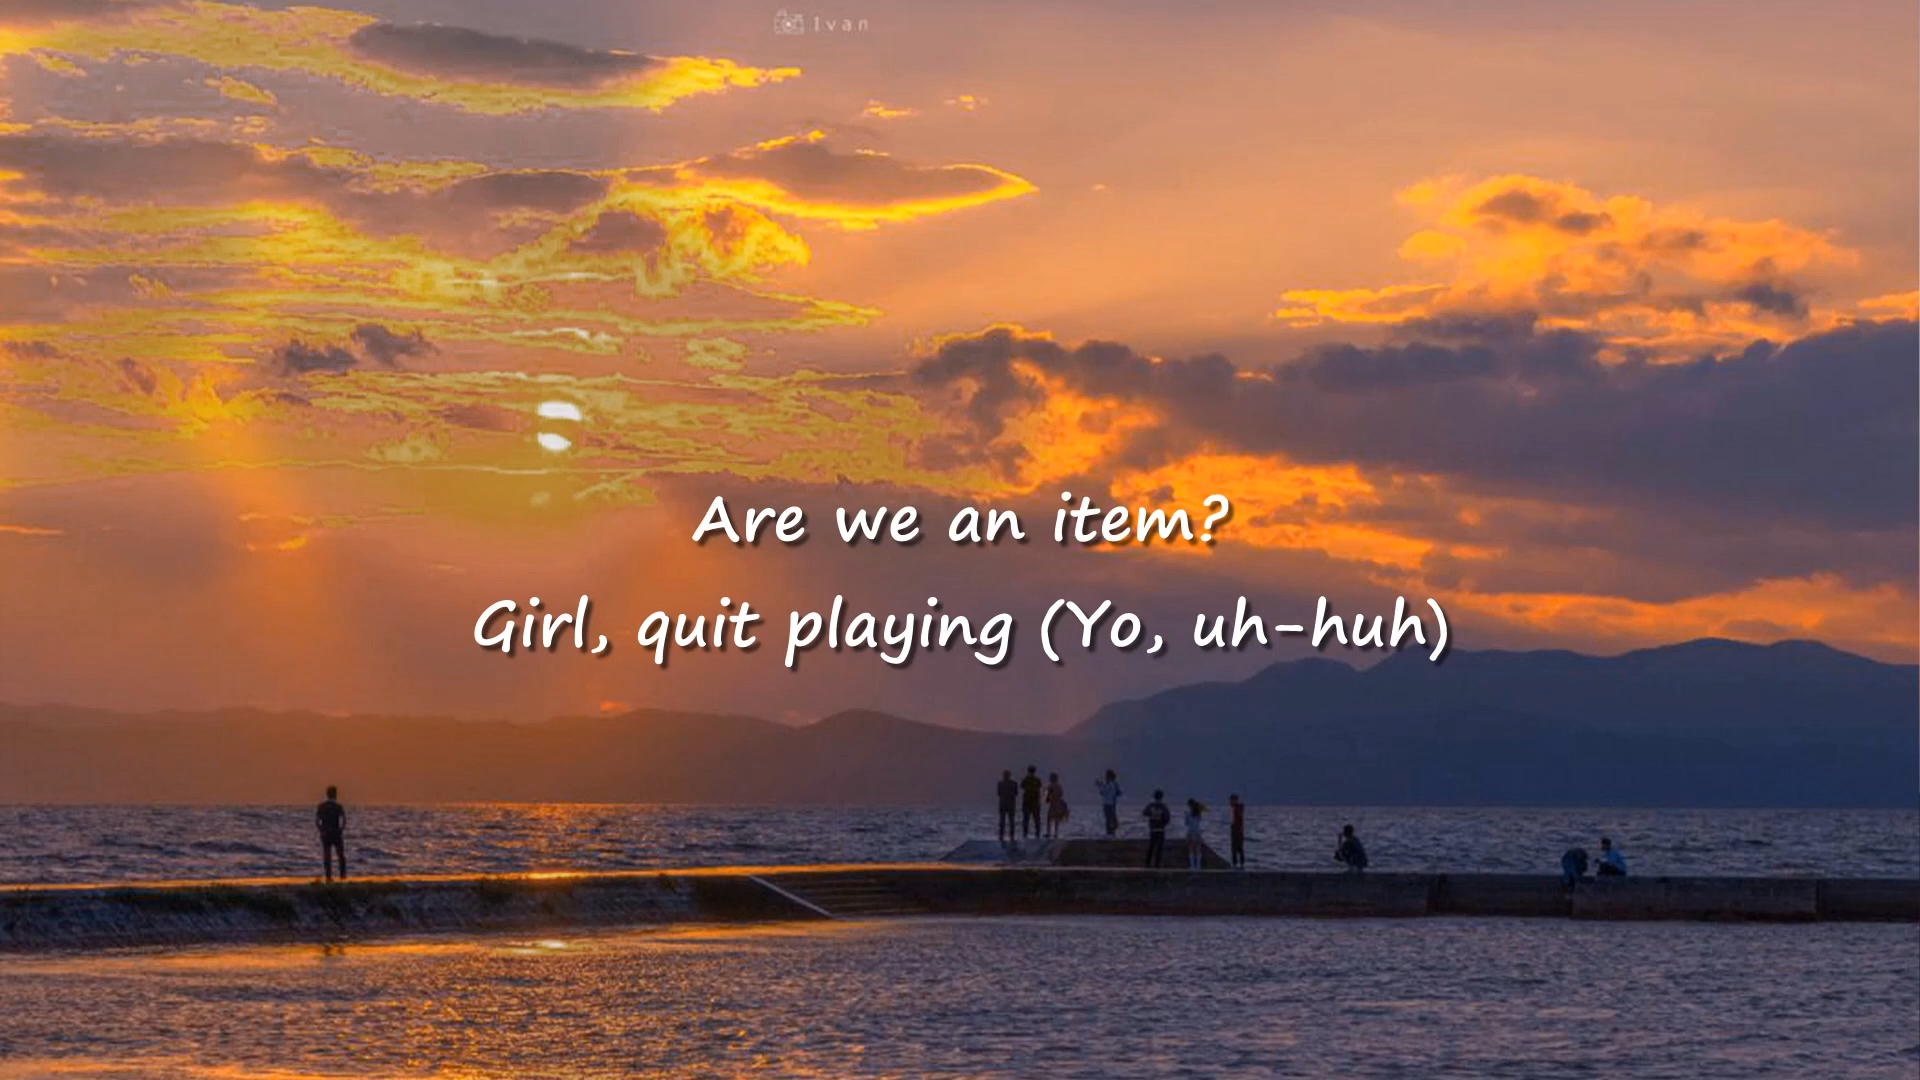 Ivan
Are we an item?
Girl, quit playing (Yo, uh-huh)